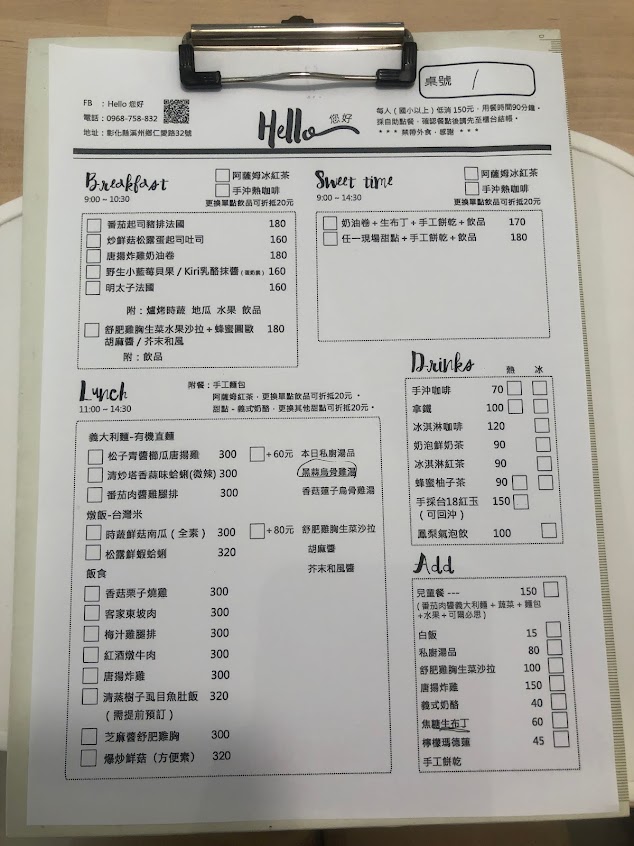 桌號 /
FB ：Hello 您好
電話：0968-758-832
地址：彰化縣溪州鄉仁愛路32號
Hello 您好
每人（國小以上）低消 150元，用餐時間90分鐘。
採自助點餐，確認餐點後請先至櫃台結帳。
*** 禁帶外食，感謝 ***
Breakfast
9:00 ~ 10:30
阿薩姆冰紅茶
手沖熱咖啡
更換單點飲品可折抵20元
番茄起司豬排法國 180
炒鮮菇松露蛋起司吐司 160
唐揚炸雞奶油卷 180
野生小藍莓貝果 / Kiri乳酪抹醬 160
明太子法國 160
附：爐烤時蔬 地瓜 水果 飲品
舒肥雞胸生菜水果沙拉＋蜂蜜圓歐 180
胡麻醬 / 芥末和風
附：飲品
Sweet time
9:00 ~ 14:30
阿薩姆冰紅茶
手沖熱咖啡
更換單點飲品可折抵20元
奶油卷＋生布丁＋手工餅乾＋飲品 170
任一現場甜點＋手工餅乾＋飲品 180
Lunch
11:00 ~ 14:30
附餐：手工麵包
阿薩姆紅茶，更換單點飲品可折抵20元。
甜點 - 義式奶酪，更換其他甜點可折抵20元。
義大利麵-有機直麵
松子青醬櫛瓜唐揚雞 300
清炒塔香蒜味蛤蜊(微辣) 300
番茄肉醬雞腿排 300
燉飯-台灣米
時蔬鮮菇南瓜（全素） 300
松露鮮蝦蛤蜊 320
飯食
香菇栗子燒雞 300
客家東坡肉 300
梅汁雞腿排 300
紅酒燉牛肉 300
唐揚炸雞 300
清蒸樹子虱目魚肚飯 320
（需提前預訂）
芝麻醬舒肥雞胸 300
爆炒鮮菇（方便素） 320
＋60元 本日私廚湯品
黑蒜烏骨雞湯
香菇蓮子烏骨雞湯
＋80元 舒肥雞胸生菜沙拉
胡麻醬
芥末和風醬
Drinks
熱 冰
手沖咖啡 70
拿鐵 100
冰淇淋咖啡 120
奶泡鮮奶茶 90
冰淇淋紅茶 90
蜂蜜柚子茶 90
手採台18紅玉 150
（可回沖）
鳳梨氣泡飲 100
Add
兒童餐 --- 150
（番茄肉醬義大利麵＋蔬菜＋麵包
＋水果＋可爾必思）
白飯 15
私廚湯品 80
舒肥雞胸生菜沙拉 100
唐揚炸雞 150
義式奶酪 40
焦糖生布丁 60
檸檬瑪德蓮 45
手工餅乾